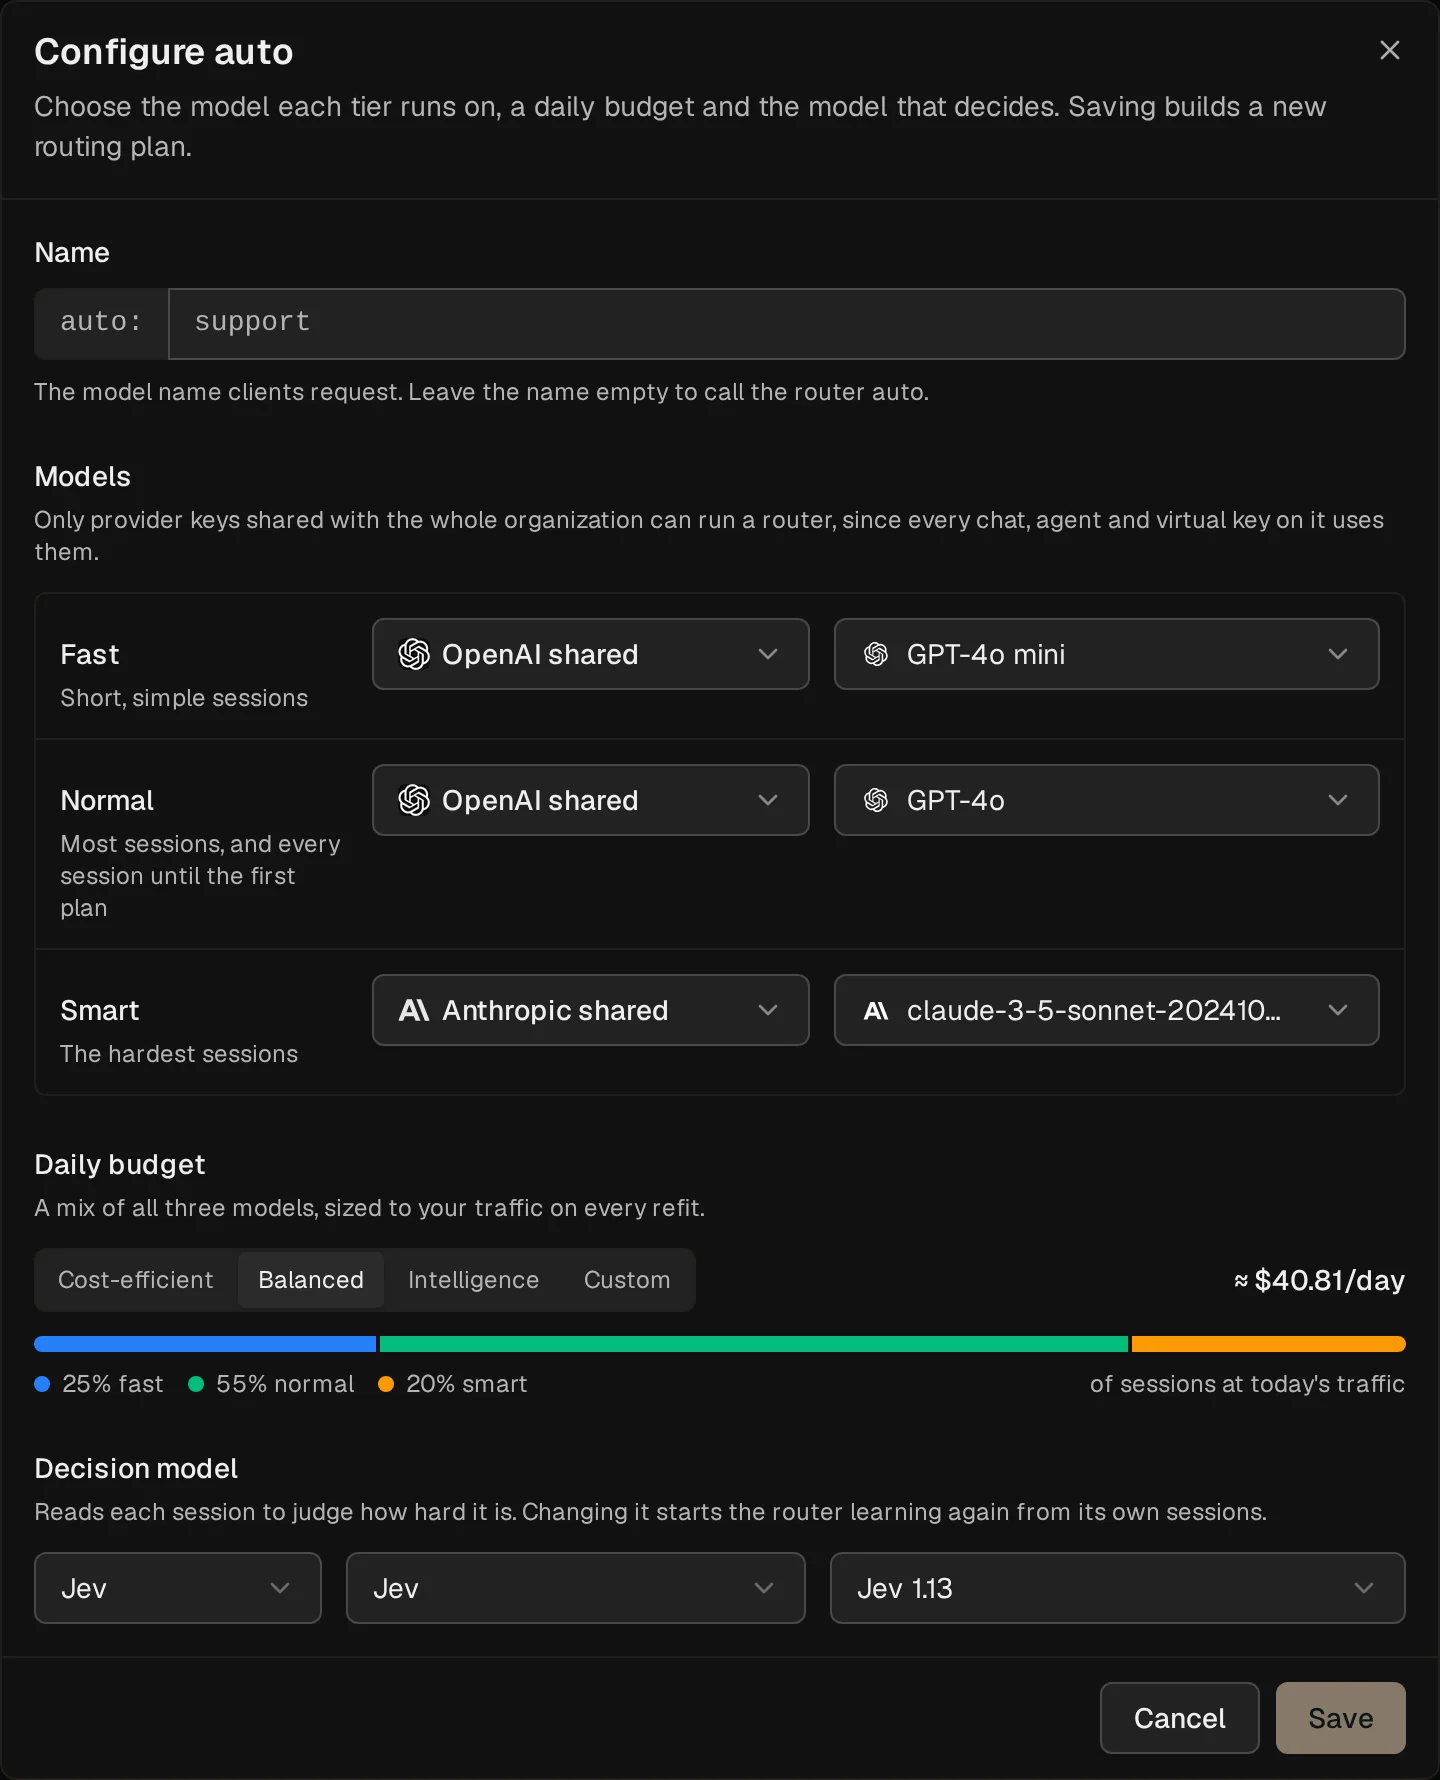 Configure auto
Choose the model each tier runs on, a daily budget and the model that decides. Saving builds a new
routing plan.
Name
auto: support
The model name clients request. Leave the name empty to call the router auto.
Models
Only provider keys shared with the whole organization can run a router, since every chat, agent and virtual key on it uses
them.
Fast
OpenAI shared
GPT-4o mini
Short, simple sessions
Normal
OpenAI shared
GPT-4o
Most sessions, and every
session until the first
plan
Smart
Anthropic shared
claude-3-5-sonnet-202410...
The hardest sessions
Daily budget
A mix of all three models, sized to your traffic on every refit.
Cost-efficient Balanced Intelligence Custom
≈ $40.81/day
25% fast 55% normal 20% smart
of sessions at today's traffic
Decision model
Reads each session to judge how hard it is. Changing it starts the router learning again from its own sessions.
Jev
Jev
Jev 1.13
Cancel
Save